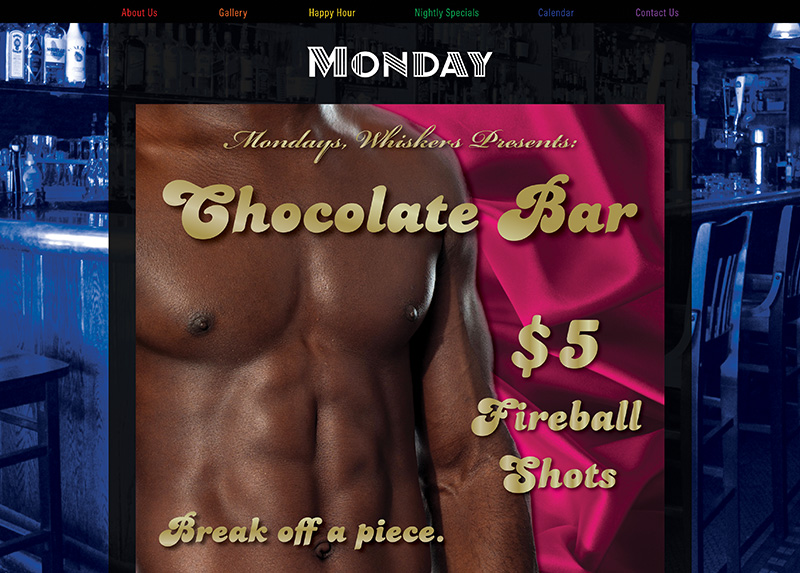 About Us Gallery Happy Hour Nightly Specials Calendar Contact Us
Monday
Mondays, Whiskers Presents:
Chocolate Bar
$5
Fireball
Shots
Break off a piece.